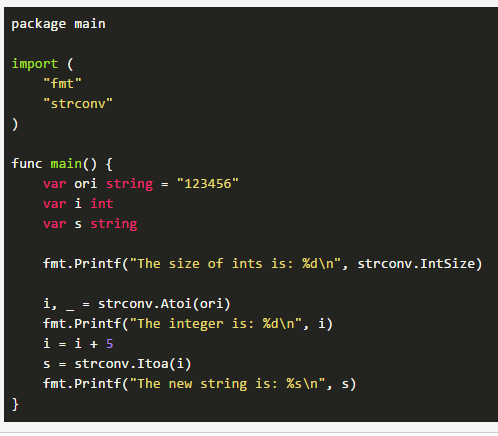 package main
import (
"fmt"
"strconv"
)
func main() {
var ori string = "123456"
var i int
var s string
fmt.Printf("The size of ints is: %d\n", strconv.IntSize)
i, _ = strconv.Atoi(ori)
fmt.Printf("The integer is: %d\n", i)
i = i + 5
s = strconv.Itoa(i)
fmt.Printf("The new string is: %s\n", s)
}